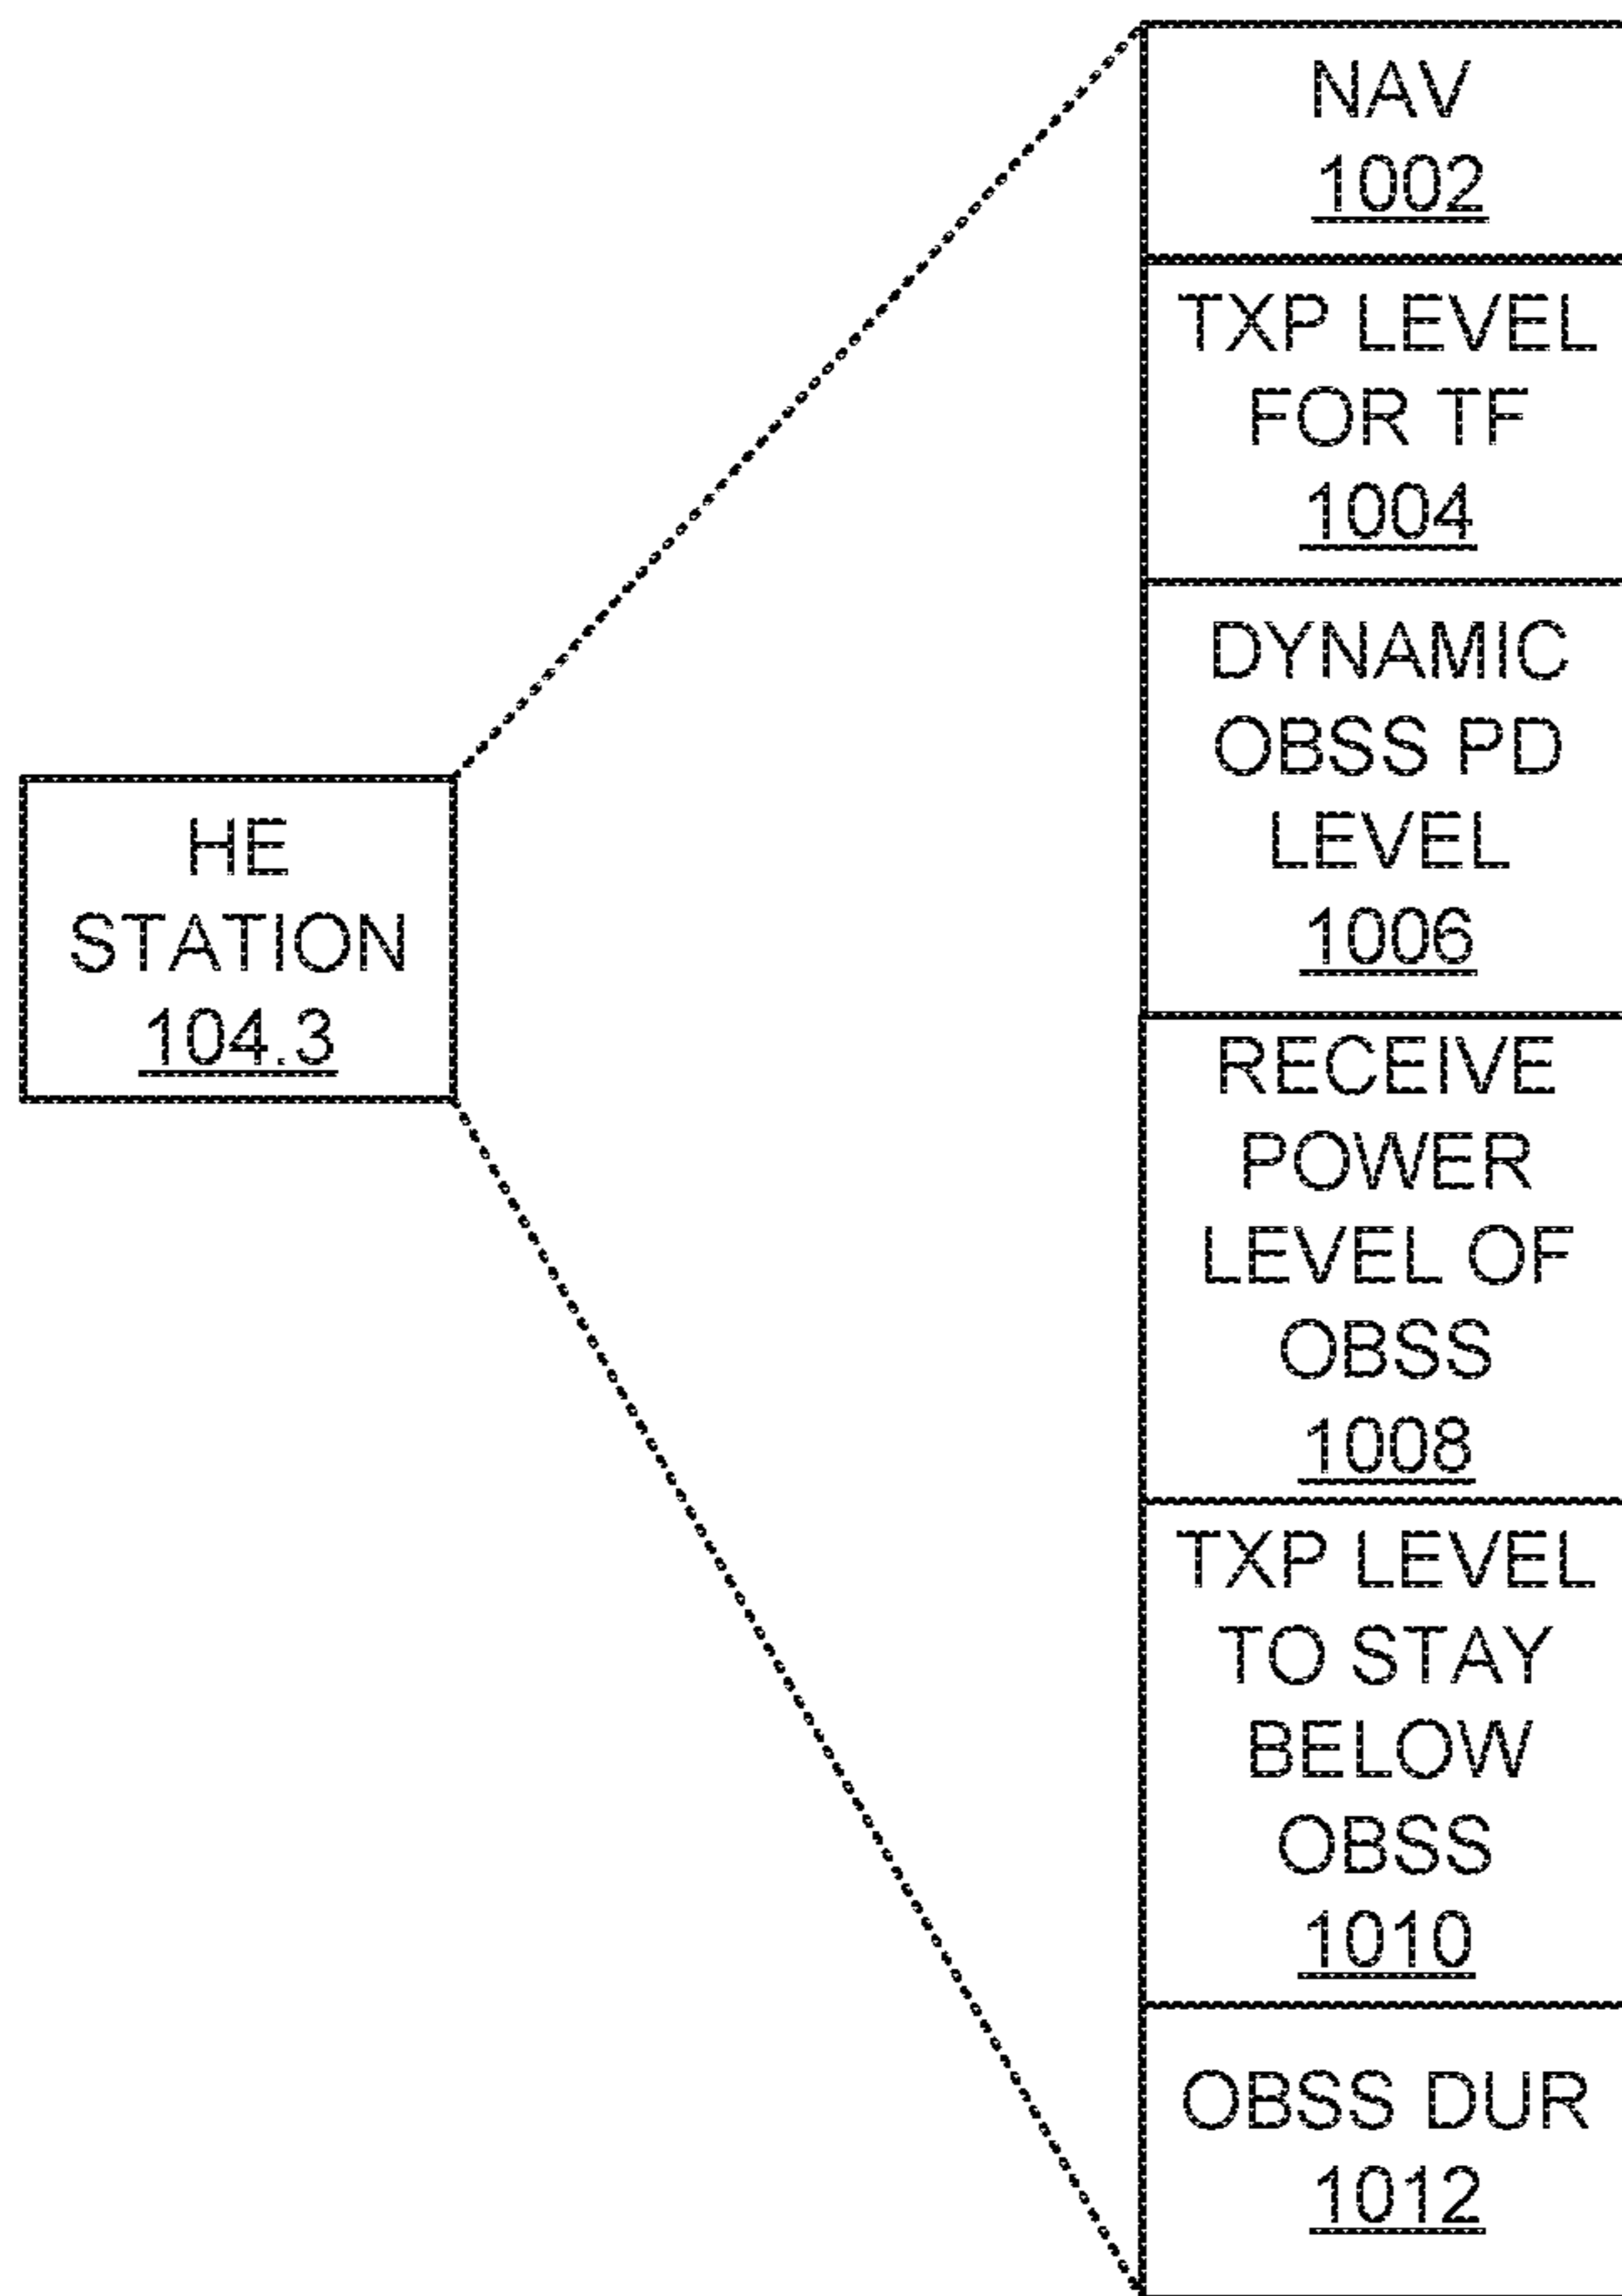 HE
STATION
104.3
NAV
1002
TXP LEVEL
FOR TF
1004
DYNAMIC
OBSS PD
LEVEL
1006
RECEIVE
POWER
LEVEL OF
OBSS
1008
TXP LEVEL
TO STAY
BELOW
OBSS
1010
OBSS DUR
1012